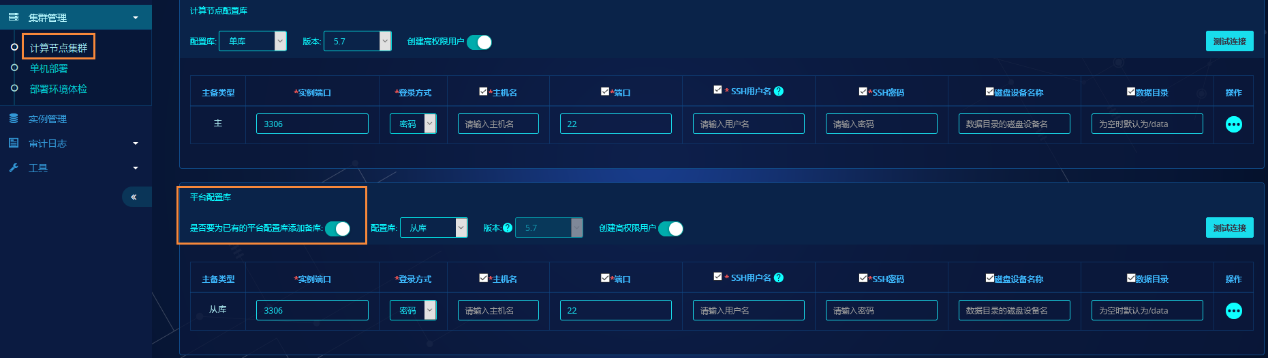 集群管理
计算节点集群
单机部署
部署环境体检
实例管理
审计日志
工具
«
计算节点配置库
配置库: 单库 版本: 5.7 创建高权限用户 测试连接
主备类型 *实例端口 *登录方式 *主机名 *端口 * SSH用户名 ? *SSH密码 磁盘设备名称 数据目录 操作
主 3306 密码 请输入主机名 22 请输入用户名 请输入密码 数据目录的磁盘设备名 为空时默认为/data
平台配置库
是否要为已有的平台配置库添加备库: 配置库: 从库 版本: ? 5.7 创建高权限用户 测试连接
主备类型 *实例端口 *登录方式 *主机名 *端口 * SSH用户名 ? *SSH密码 磁盘设备名称 数据目录 操作
从库 3306 密码 请输入主机名 22 请输入用户名 请输入密码 数据目录的磁盘设备名 为空时默认为/data